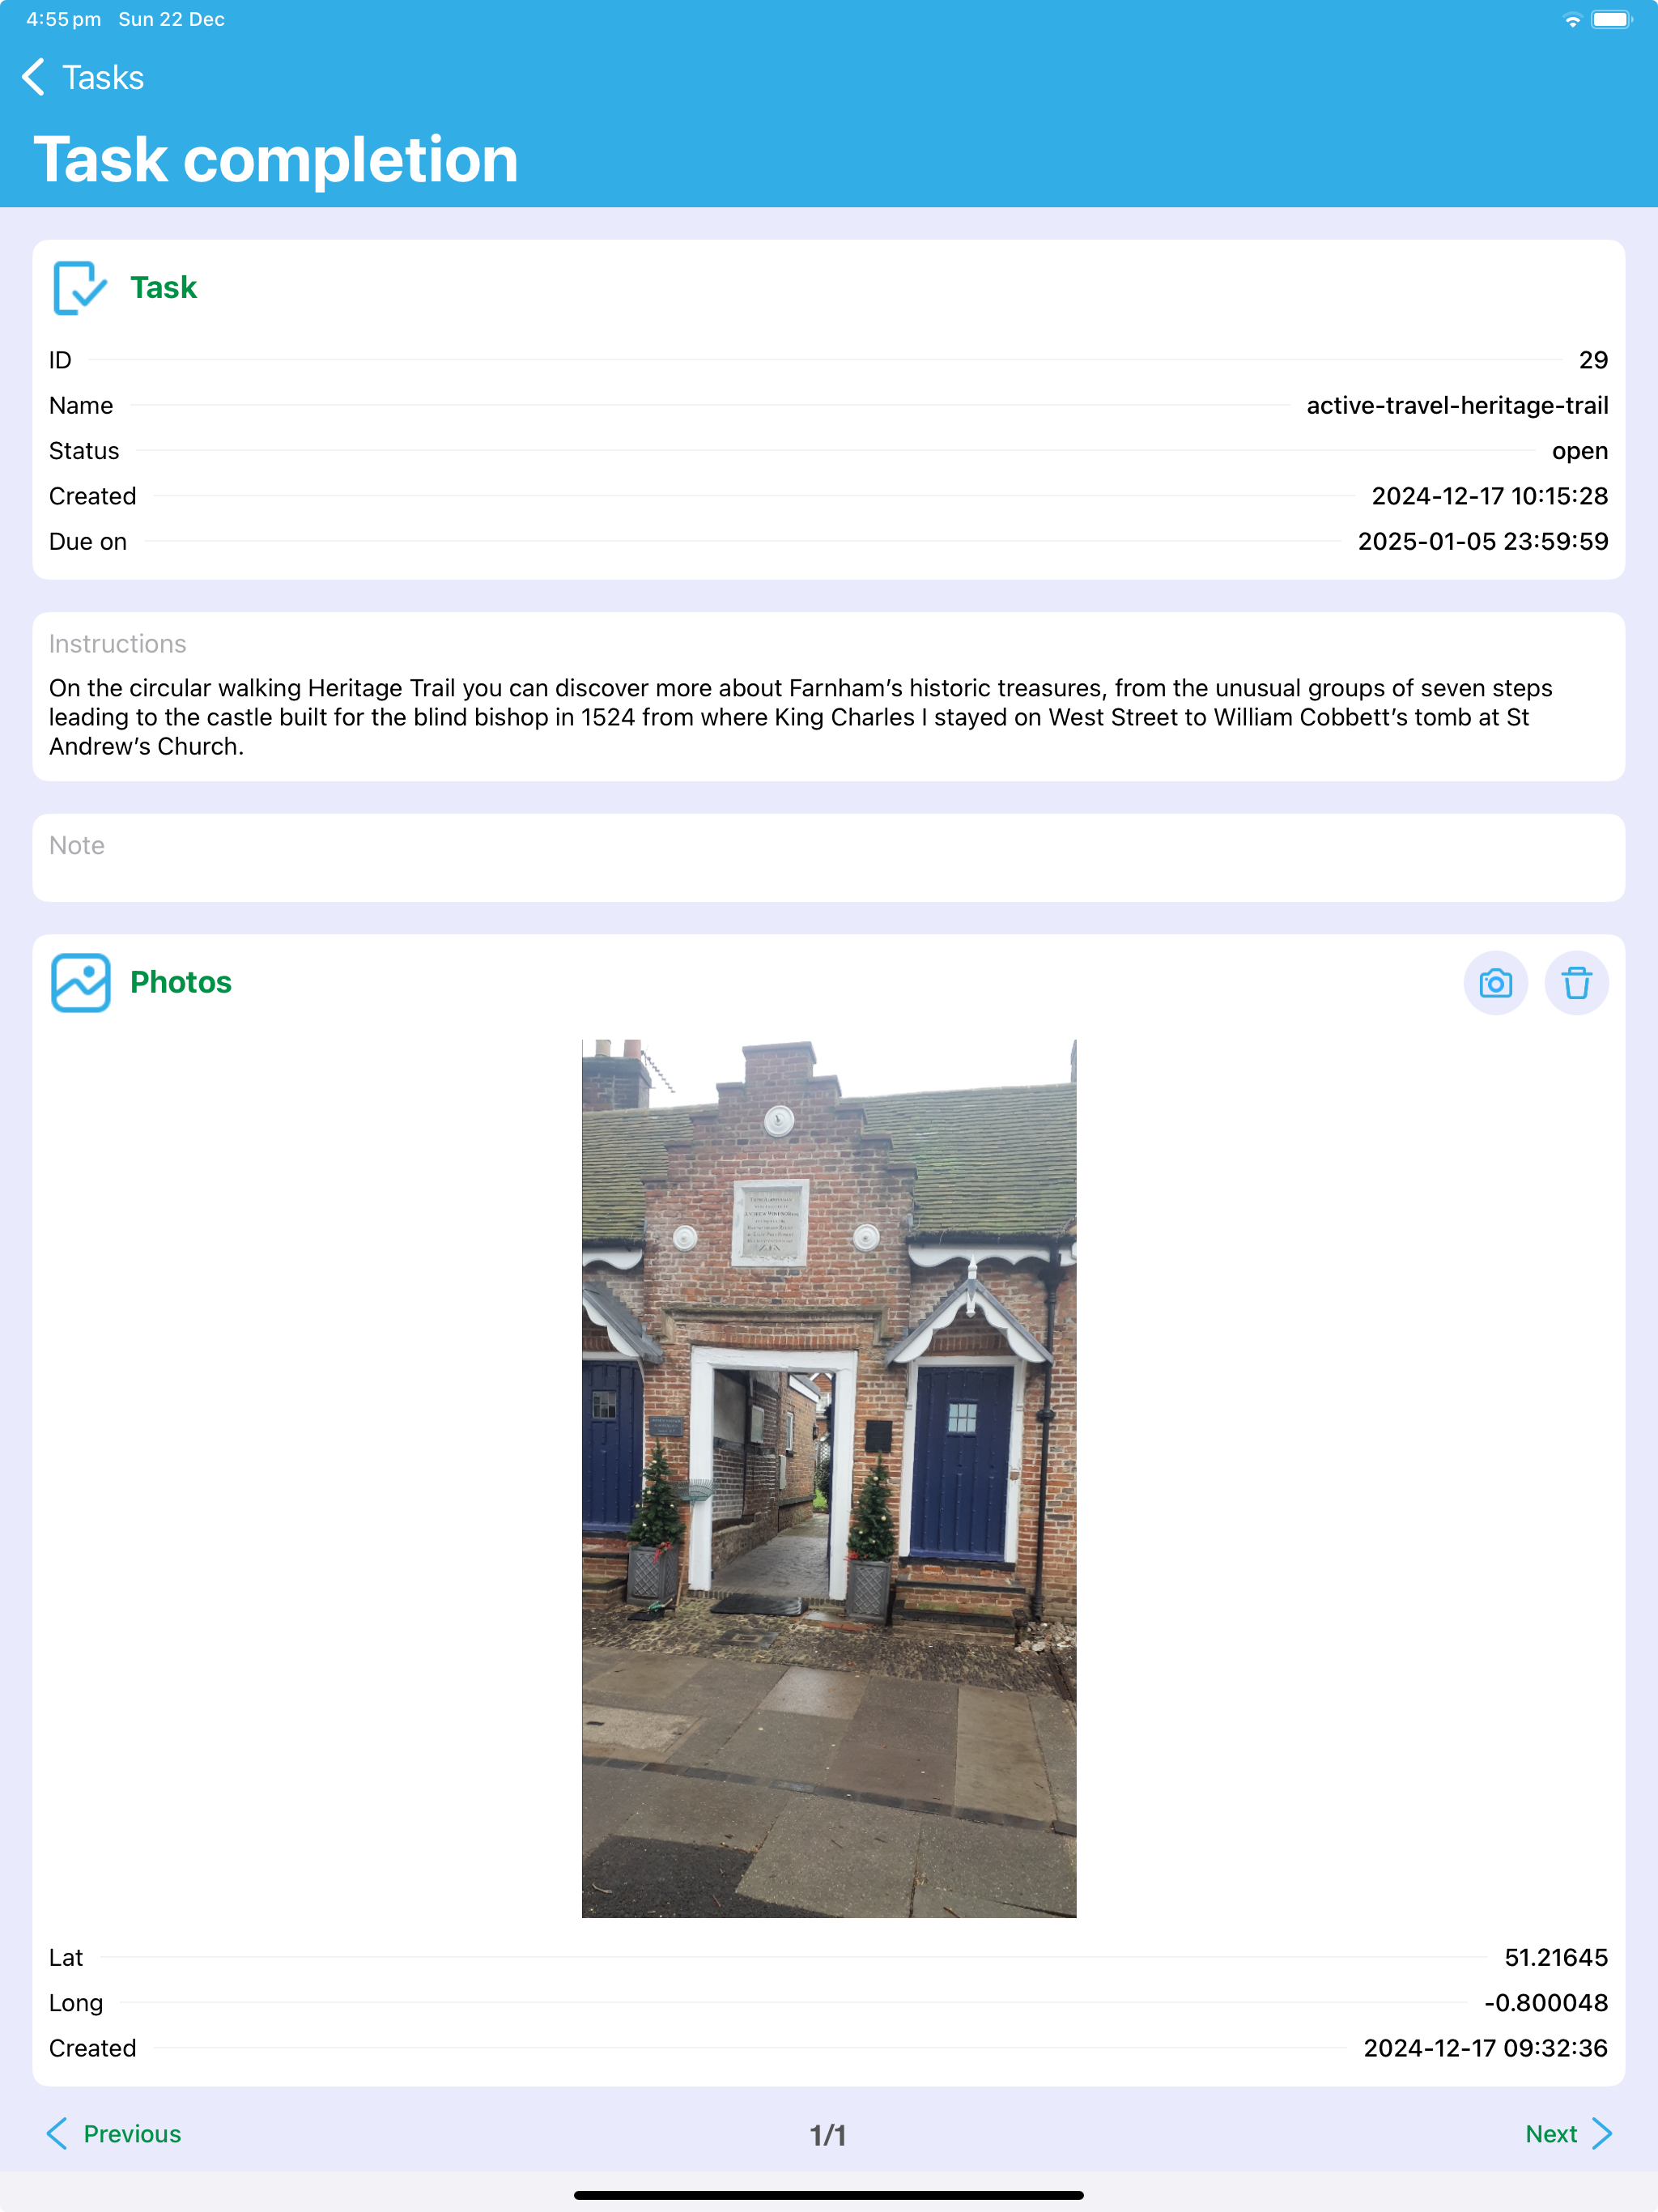 4:55 pm Sun 22 Dec
Tasks
Task completion
Task
ID 29
Name active-travel-heritage-trail
Status open
Created 2024-12-17 10:15:28
Due on 2025-01-05 23:59:59
Instructions
On the circular walking Heritage Trail you can discover more about Farnham’s historic treasures, from the unusual groups of seven steps
leading to the castle built for the blind bishop in 1524 from where King Charles I stayed on West Street to William Cobbett’s tomb at St
Andrew’s Church.
Note
Photos
Lat 51.21645
Long -0.800048
Created 2024-12-17 09:32:36
Previous 1/1 Next